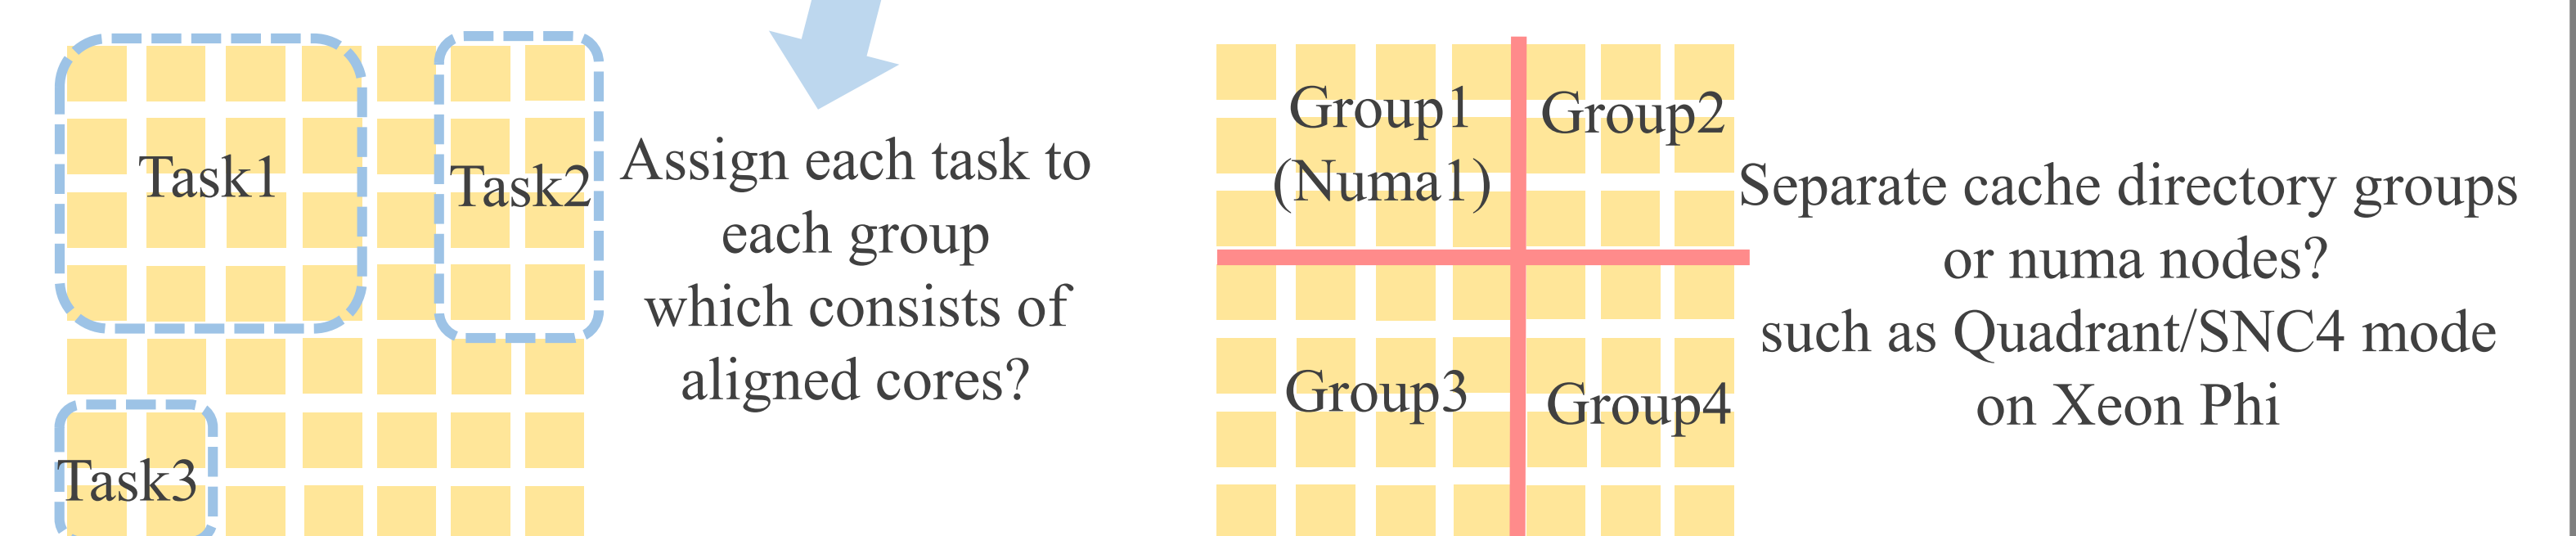 Task1
Task2
Task3
Assign each task to
each group
which consists of
aligned cores?
Group1
(Numa1)
Group2
Group3
Group4
Separate cache directory groups
or numa nodes?
such as Quadrant/SNC4 mode
on Xeon Phi